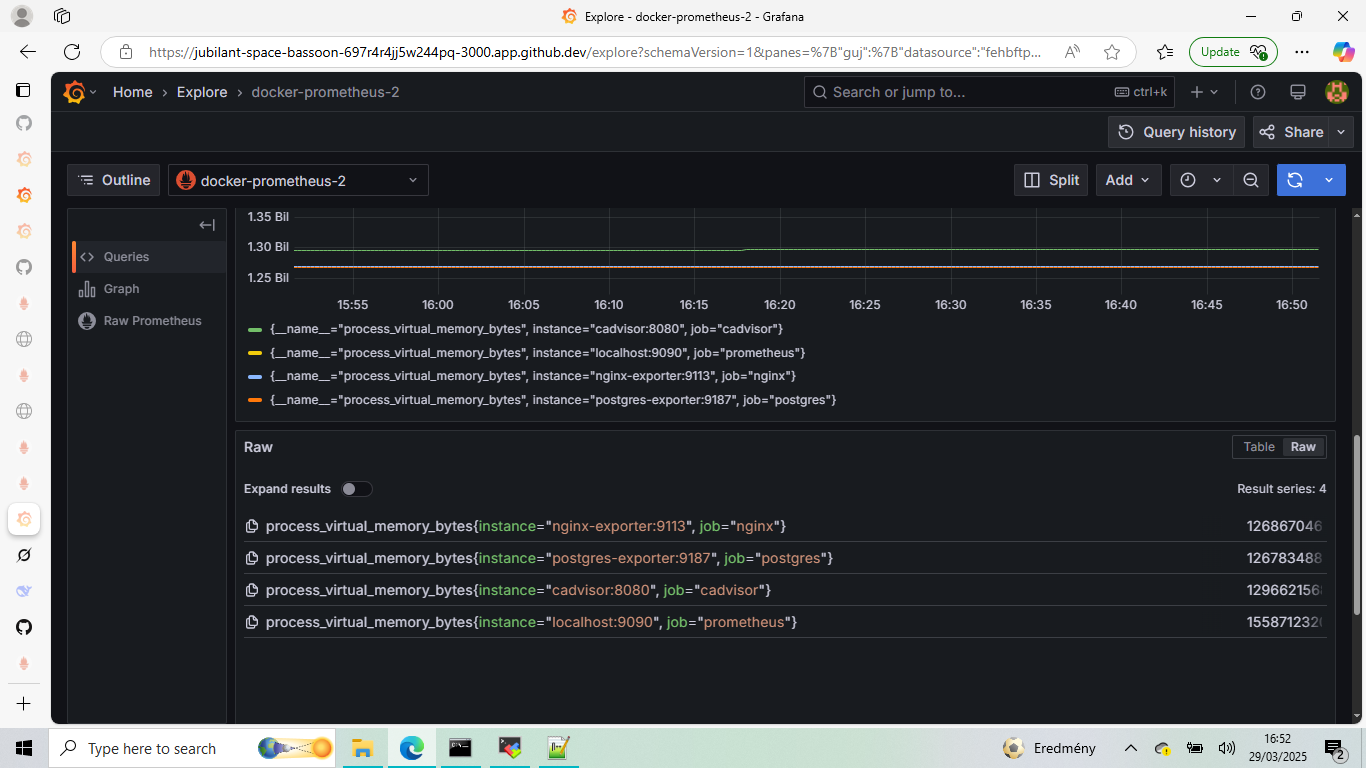 Explore - docker-prometheus-2 - Grafana
https://jubilant-space-bassoon-697r4r4jj5w244pq-3000.app.github.dev/explore?schemaVersion=1&panes=%7B"guj":%7B"datasource":"fehbftp...
Update
Home › Explore › docker-prometheus-2
Search or jump to...
ctrl+k
Query history
Share
Outline
docker-prometheus-2
Split
Add
Queries
Graph
Raw Prometheus
1.35 Bil
1.30 Bil
1.25 Bil
15:55 16:00 16:05 16:10 16:15 16:20 16:25 16:30 16:35 16:40 16:45 16:50
{__name__="process_virtual_memory_bytes", instance="cadvisor:8080", job="cadvisor"}
{__name__="process_virtual_memory_bytes", instance="localhost:9090", job="prometheus"}
{__name__="process_virtual_memory_bytes", instance="nginx-exporter:9113", job="nginx"}
{__name__="process_virtual_memory_bytes", instance="postgres-exporter:9187", job="postgres"}
Raw
Table Raw
Expand results
Result series: 4
process_virtual_memory_bytes{instance="nginx-exporter:9113", job="nginx"} 126867046
process_virtual_memory_bytes{instance="postgres-exporter:9187", job="postgres"} 126783488
process_virtual_memory_bytes{instance="cadvisor:8080", job="cadvisor"} 129662156
process_virtual_memory_bytes{instance="localhost:9090", job="prometheus"} 155871232
Type here to search
Eredmény
16:52
29/03/2025
2